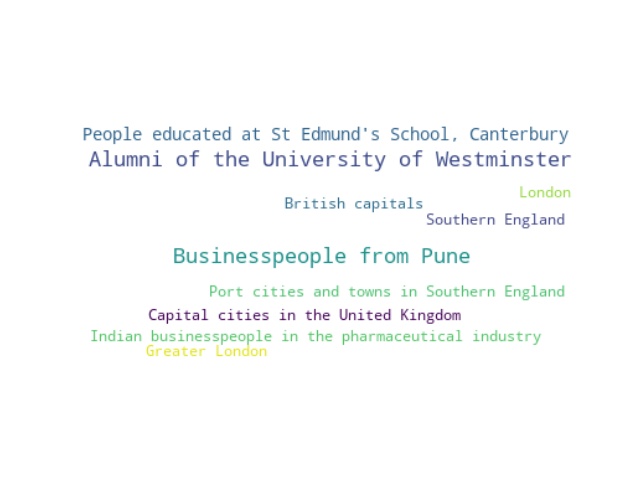 People educated at St Edmund's School, Canterbury
Alumni of the University of Westminster
London
British capitals
Southern England
Businesspeople from Pune
Port cities and towns in Southern England
Capital cities in the United Kingdom
Indian businesspeople in the pharmaceutical industry
Greater London